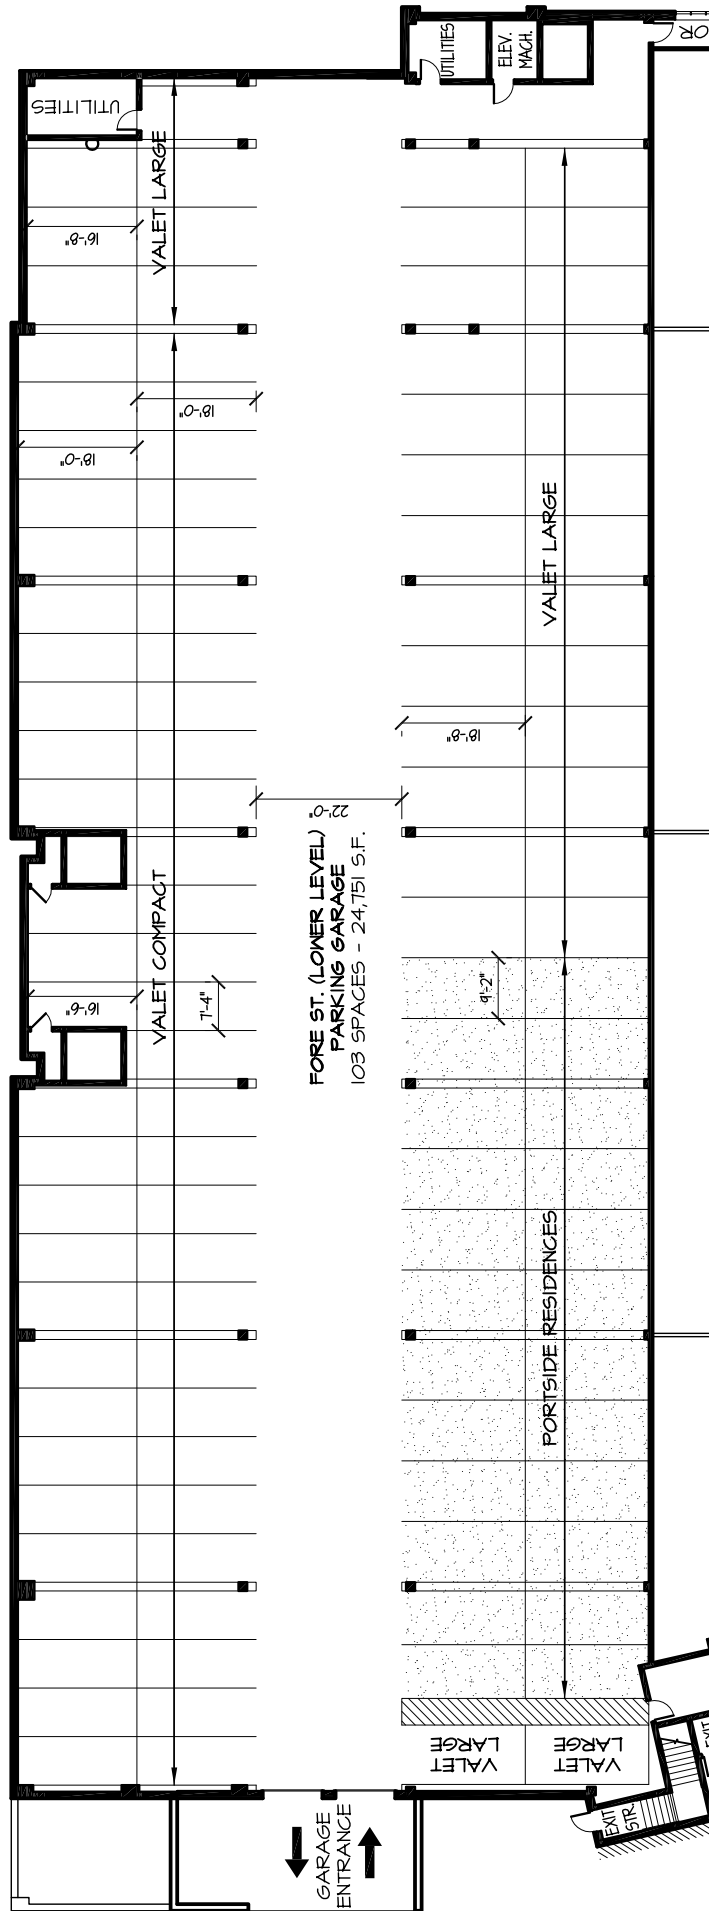 UTILITIES
UTILITIES
ELEV.
MACH.
VALET LARGE
16'-8"
18'-0"
18'-0"
VALET LARGE
18'-8"
22'-0"
FORE ST. (LOWER LEVEL)
PARKING GARAGE
103 SPACES - 24,751 S.F.
VALET COMPACT
16'-6"
7'-4"
9'-2"
PORTSIDE RESIDENCES
VALET
LARGE
VALET
LARGE
GARAGE
ENTRANCE
EXIT
STR.
EXIT